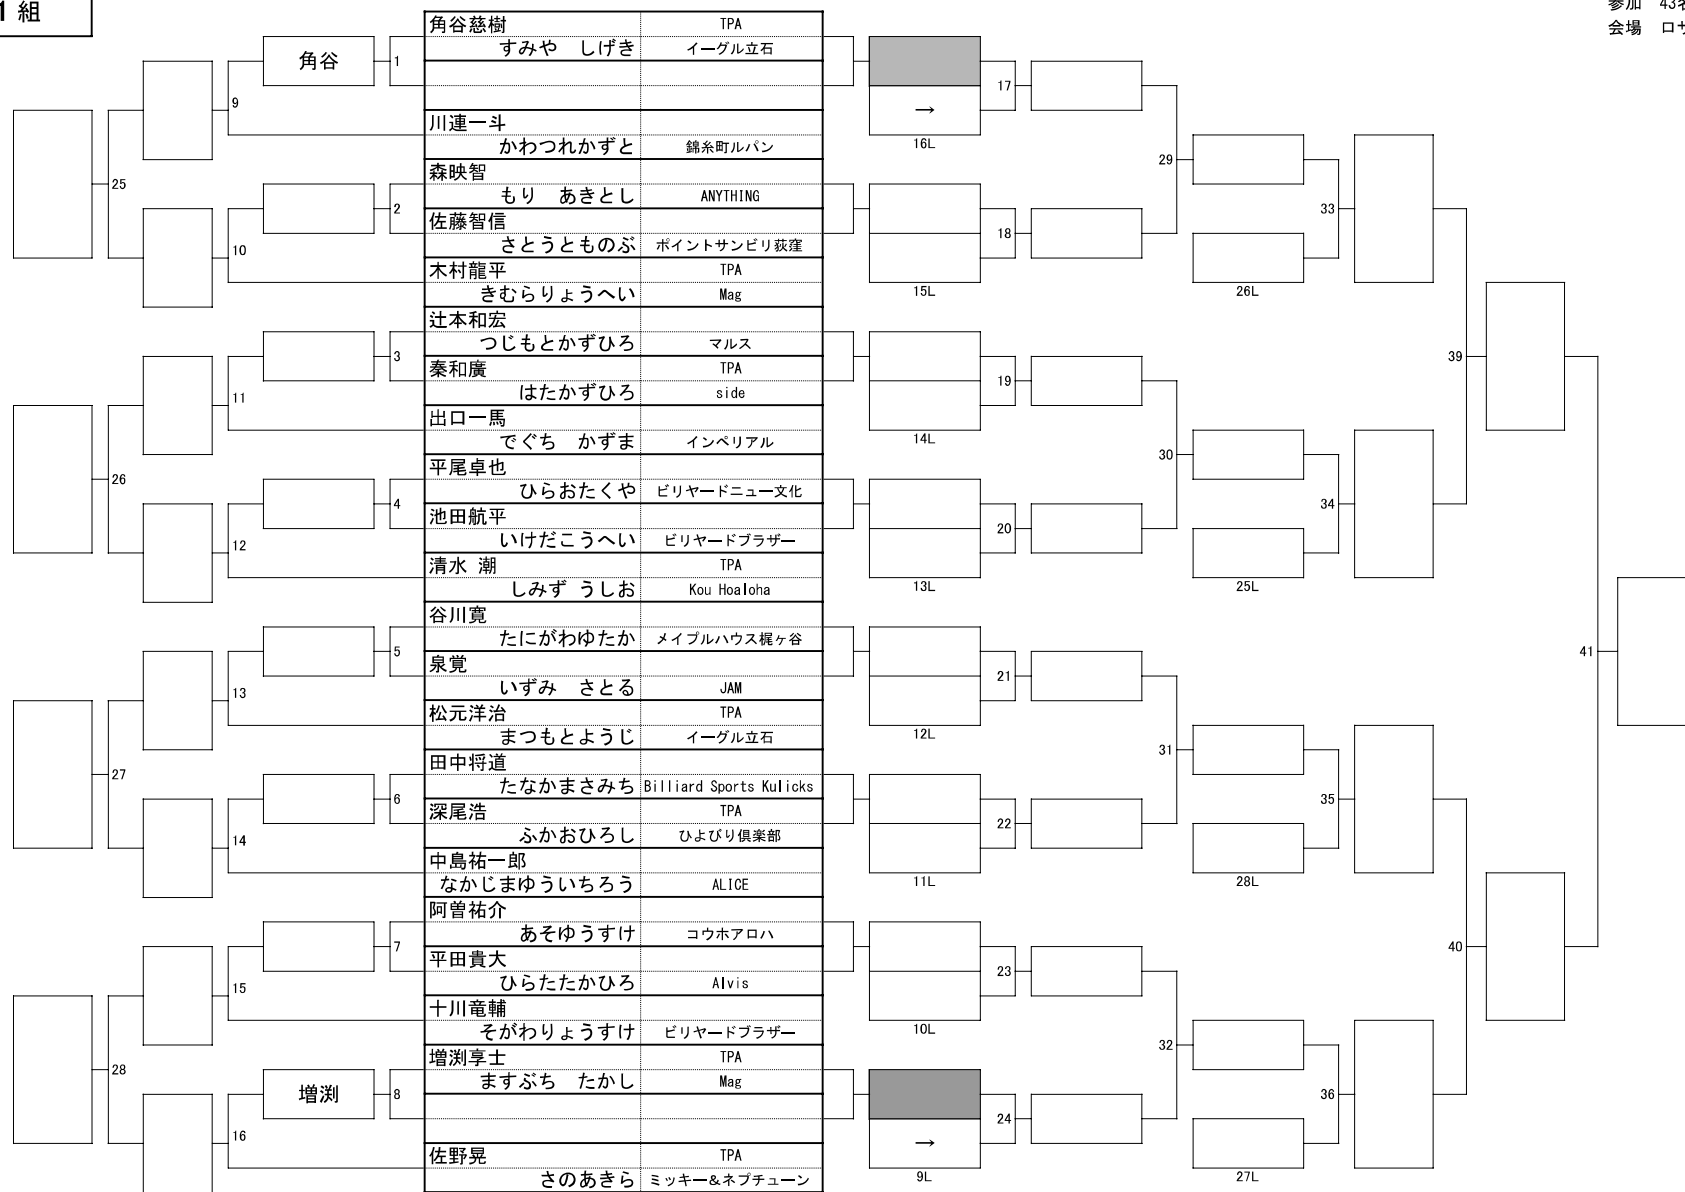 1 組
参加 43名
会場 ロサ
角谷慈樹 TPA
すみや しげき イーグル立石
川連一斗
かわつれかずと 錦糸町ルパン
森映智
もり あきとし ANYTHING
佐藤智信
さとうとものぶ ポイントサンビリ荻窪
木村龍平 TPA
きむらりょうへい Mag
辻本和宏
つじもとかずひろ マルス
秦和廣 TPA
はたかずひろ side
出口一馬
でぐち かずま インペリアル
平尾卓也
ひらおたくや ビリヤードニュー文化
池田航平
いけだこうへい ビリヤードブラザー
清水 潮 TPA
しみず うしお Kou Hoaloha
谷川寛
たにがわゆたか メイプルハウス梶ヶ谷
泉覚
いずみ さとる JAM
松元洋治 TPA
まつもとようじ イーグル立石
田中将道
たなかまさみち Billiard Sports Kulicks
深尾浩 TPA
ふかおひろし ひよびり倶楽部
中島祐一郎
なかじまゆういちろう ALICE
阿曽祐介
あそゆうすけ コウホアロハ
平田貴大
ひらたたかひろ Alvis
十川竜輔
そがわりょうすけ ビリヤードブラザー
増渕享士 TPA
ますぶち たかし Mag
佐野晃 TPA
さのあきら ミッキー&ネプチューン
角谷
増渕
1
2
3
4
5
6
7
8
9
10
11
12
13
14
15
16
25
26
27
28
→
16L
15L
14L
13L
12L
11L
10L
→
9L
17
18
19
20
21
22
23
24
29
30
31
32
26L
25L
28L
27L
33
34
35
36
39
40
41